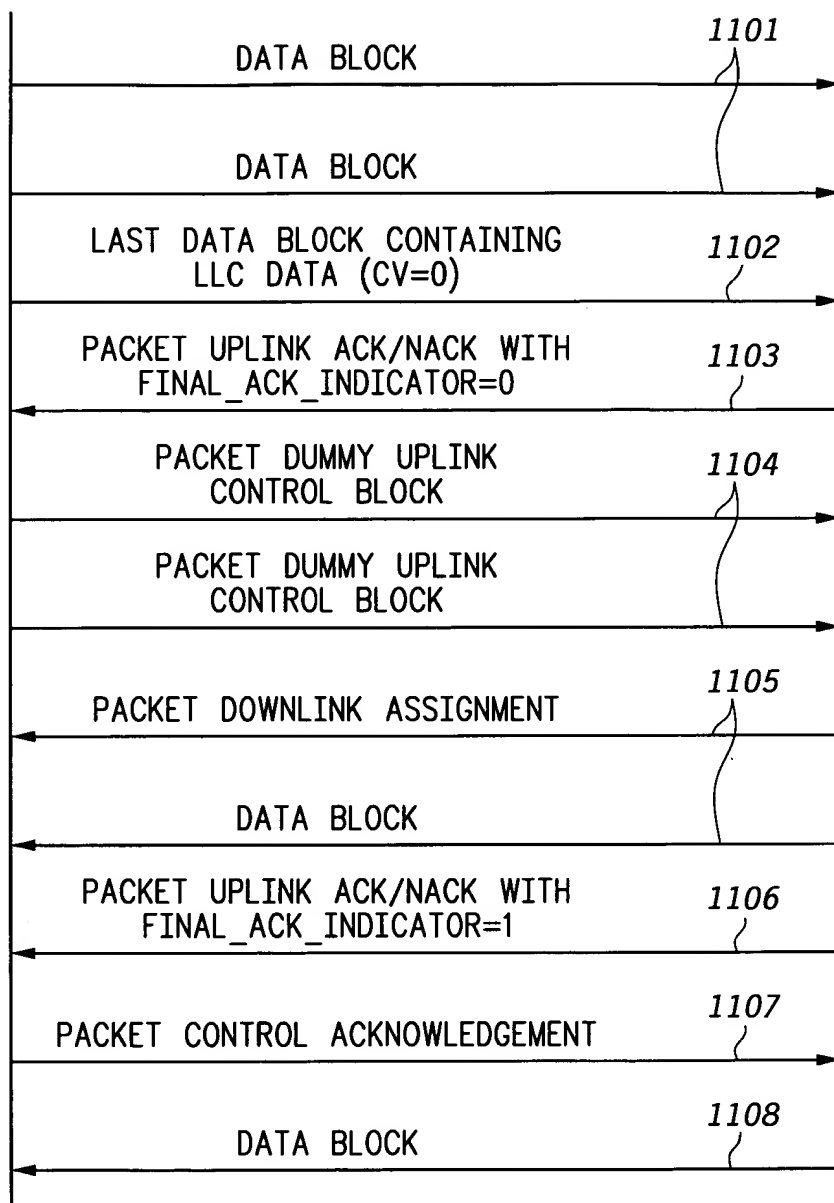 1101
DATA BLOCK
DATA BLOCK
LAST DATA BLOCK CONTAINING
LLC DATA (CV=0)
1102
PACKET UPLINK ACK/NACK WITH
FINAL_ACK_INDICATOR=0
1103
PACKET DUMMY UPLINK
CONTROL BLOCK
1104
PACKET DUMMY UPLINK
CONTROL BLOCK
1105
PACKET DOWNLINK ASSIGNMENT
DATA BLOCK
PACKET UPLINK ACK/NACK WITH
FINAL_ACK_INDICATOR=1
1106
PACKET CONTROL ACKNOWLEDGEMENT
1107
DATA BLOCK
1108